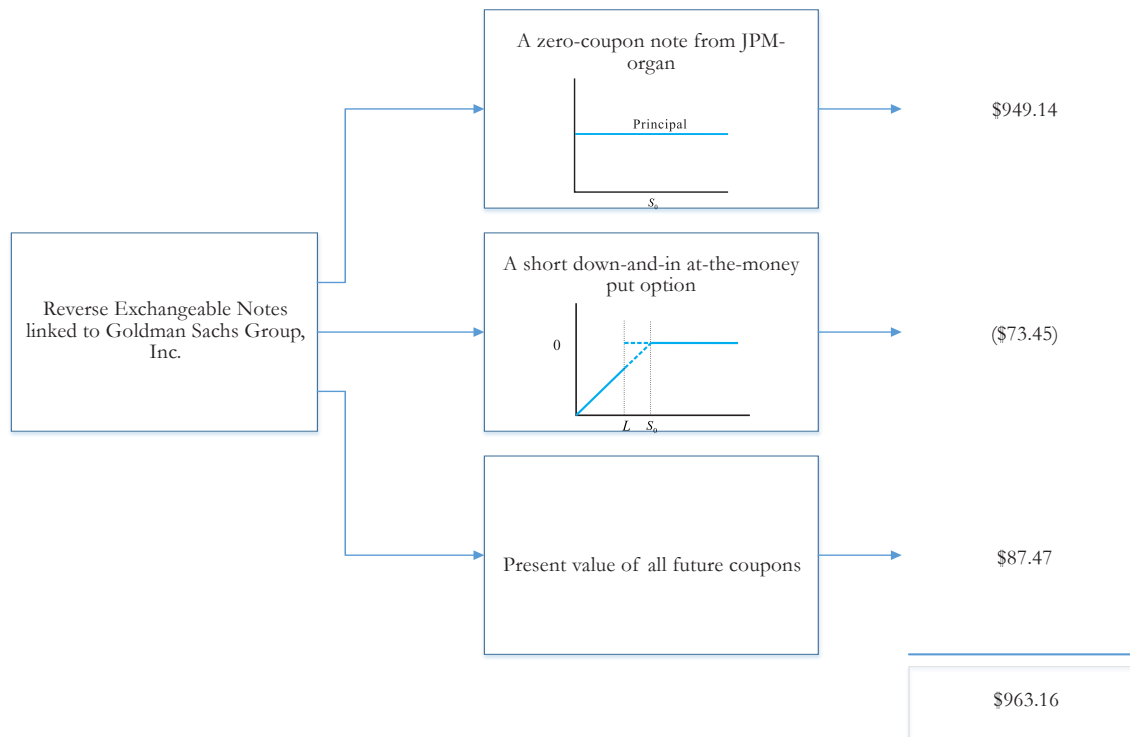 A zero-coupon note from JPM-
organ
Principal
S₀
$949.14
Reverse Exchangeable Notes
linked to Goldman Sachs Group,
Inc.
A short down-and-in at-the-money
put option
0
L S₀
($73.45)
Present value of all future coupons
$87.47
$963.16